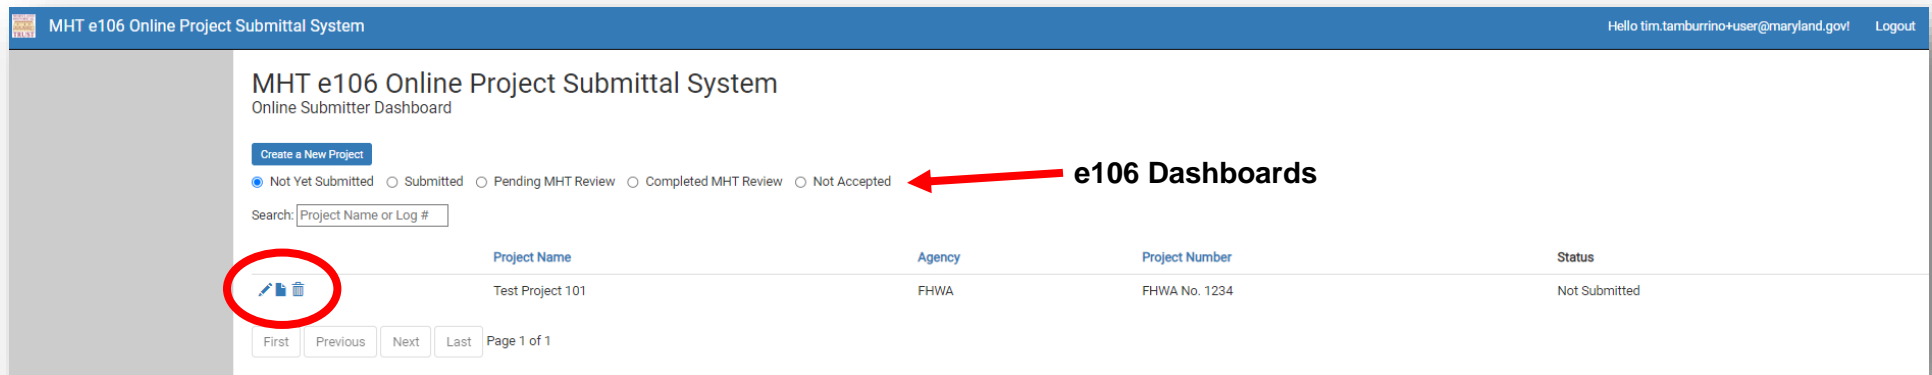 TRUST
MHT e106 Online Project Submittal System Hello tim.tamburrino+user@maryland.gov! Logout
MHT e106 Online Project Submittal System
Online Submitter Dashboard
Create a New Project
Not Yet Submitted Submitted Pending MHT Review Completed MHT Review Not Accepted e106 Dashboards
Search: Project Name or Log #
Project Name Agency Project Number Status
Test Project 101 FHWA FHWA No. 1234 Not Submitted
First Previous Next Last Page 1 of 1